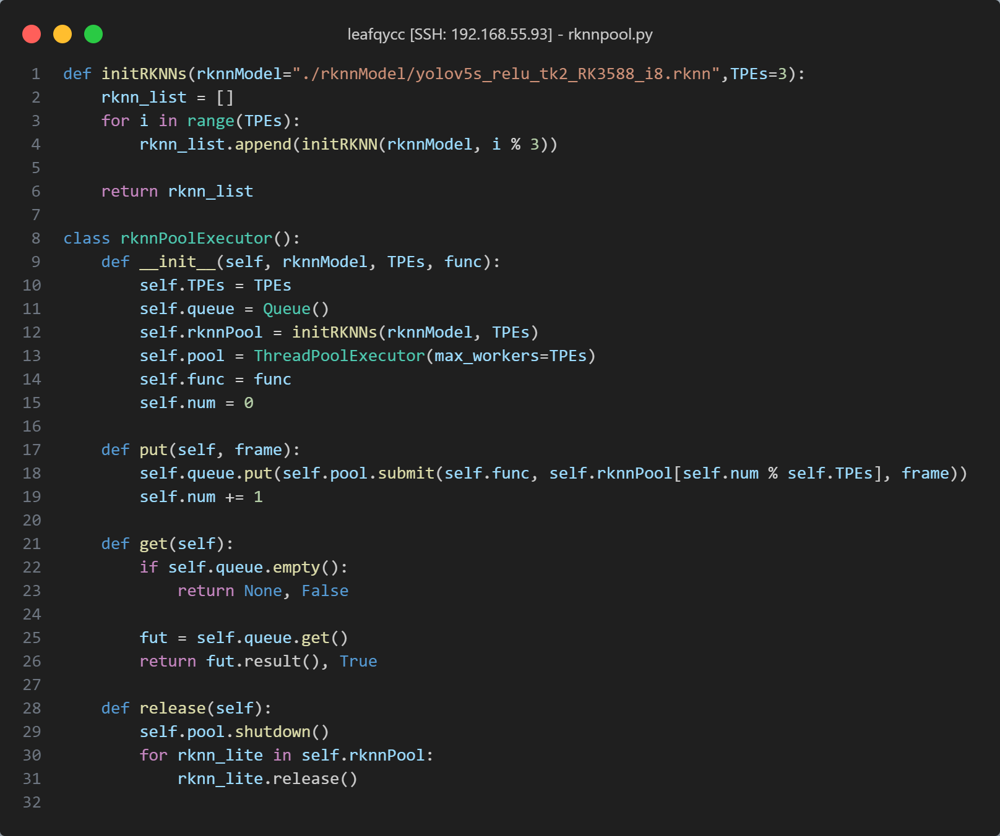 leafqycc [SSH: 192.168.55.93] - rknnpool.py
1 def initRKNNs(rknnModel="./rknnModel/yolov5s_relu_tk2_RK3588_i8.rknn",TPEs=3):
2     rknn_list = []
3     for i in range(TPEs):
4         rknn_list.append(initRKNN(rknnModel, i % 3))
5
6     return rknn_list
7
8 class rknnPoolExecutor():
9     def __init__(self, rknnModel, TPEs, func):
10         self.TPEs = TPEs
11         self.queue = Queue()
12         self.rknnPool = initRKNNs(rknnModel, TPEs)
13         self.pool = ThreadPoolExecutor(max_workers=TPEs)
14         self.func = func
15         self.num = 0
16
17     def put(self, frame):
18         self.queue.put(self.pool.submit(self.func, self.rknnPool[self.num % self.TPEs], frame))
19         self.num += 1
20
21     def get(self):
22         if self.queue.empty():
23             return None, False
24
25         fut = self.queue.get()
26         return fut.result(), True
27
28     def release(self):
29         self.pool.shutdown()
30         for rknn_lite in self.rknnPool:
31             rknn_lite.release()
32